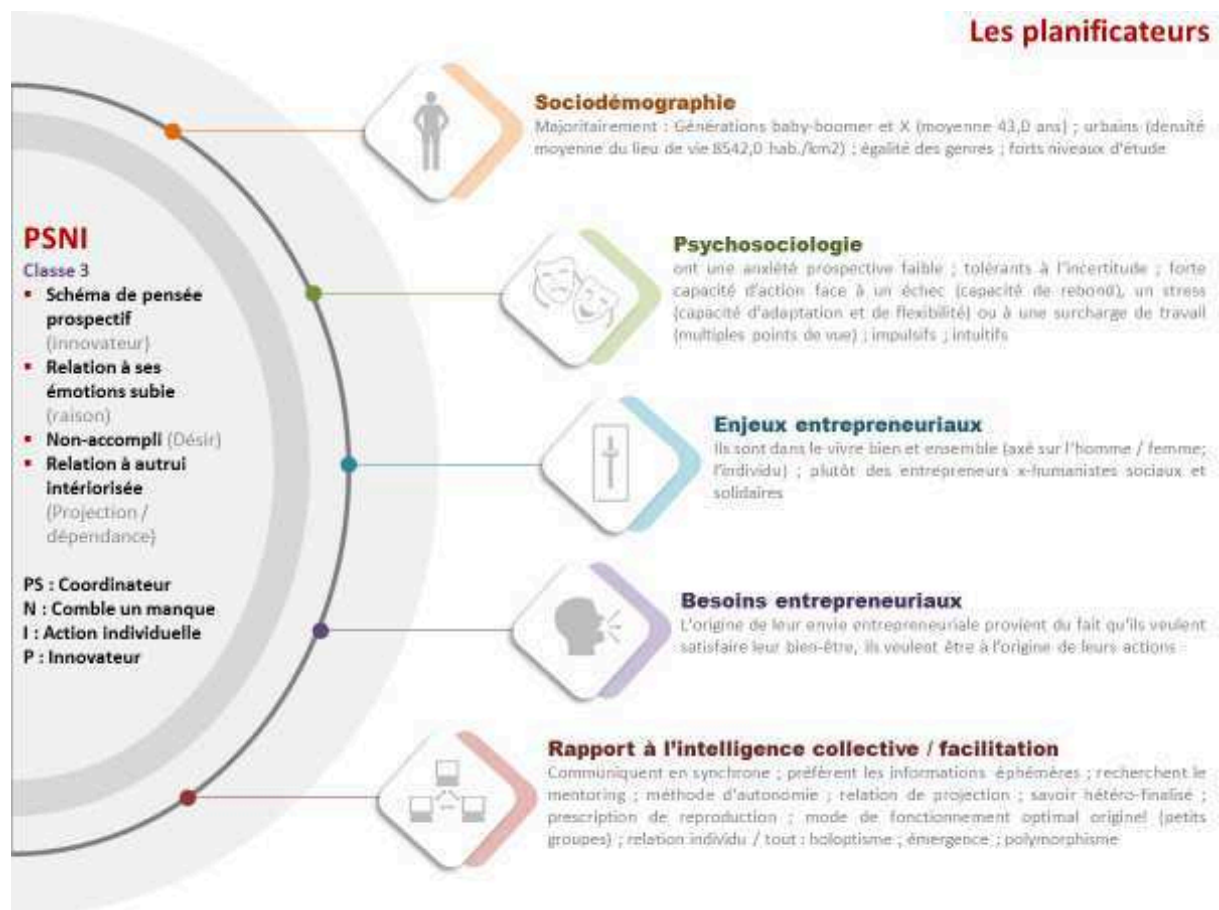 Les planificateurs
Sociodémographie
Majoritairement : Générations baby-boomer et X (moyenne 43,0 ans) ; urbains (densité
moyenne du lieu de vie 8542,0 hab./km2) ; égalité des genres ; forts niveaux d'étude
PSNI
Classe 3
▪ Schéma de pensée
prospectif
(innovateur)
▪ Relation à ses
émotions subie
(raison)
▪ Non-accompli (Désir)
▪ Relation à autrui
intériorisée
(Projection /
dépendance)
PS : Coordinateur
N : Comble un manque
I : Action individuelle
P : Innovateur
Psychosociologie
ont une anxiété prospective faible ; tolérants à l'incertitude ; forte
capacité d'action face à un échec (capacité de rebond), un stress
(capacité d'adaptation et de flexibilité) ou à une surcharge de travail
(multiples points de vue) ; impulsifs ; intuitifs
Enjeux entrepreneuriaux
Ils sont dans le vivre bien et ensemble (axé sur l'homme / femme;
l'individu) ; plutôt des entrepreneurs x-humanistes sociaux et
solidaires
Besoins entrepreneuriaux
L'origine de leur envie entrepreneuriale provient du fait qu'ils veulent
satisfaire leur bien-être, ils veulent être à l'origine de leurs actions
Rapport à l'intelligence collective / facilitation
Communiquent en synchrone ; préfèrent les informations éphémères ; recherchent le
mentoring ; méthode d'autonomie ; relation de projection ; savoir hétéro-finalisé ;
prescription de reproduction ; mode de fonctionnement optimal originel (petits
groupes) ; relation individu / tout : holoptisme ; émergence ; polymorphisme